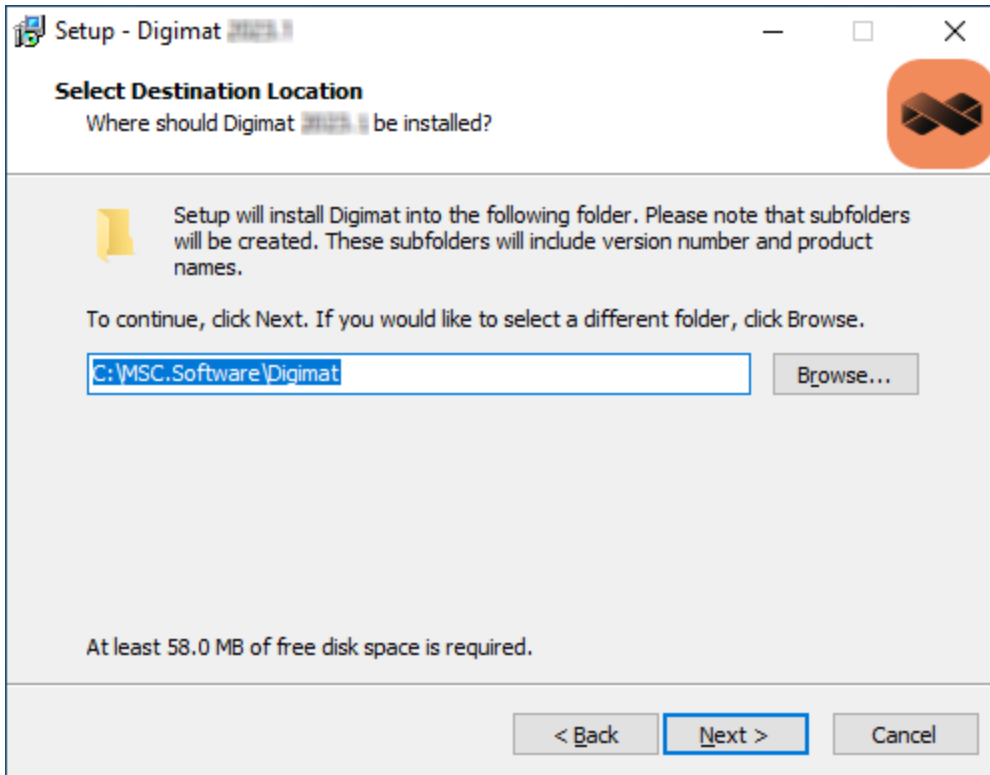 Setup - Digimat
Select Destination Location
Where should Digimat be installed?
Setup will install Digimat into the following folder. Please note that subfolders
will be created. These subfolders will include version number and product
names.
To continue, click Next. If you would like to select a different folder, click Browse.
C:\MSC.Software\Digimat
Browse...
At least 58.0 MB of free disk space is required.
< Back Next > Cancel